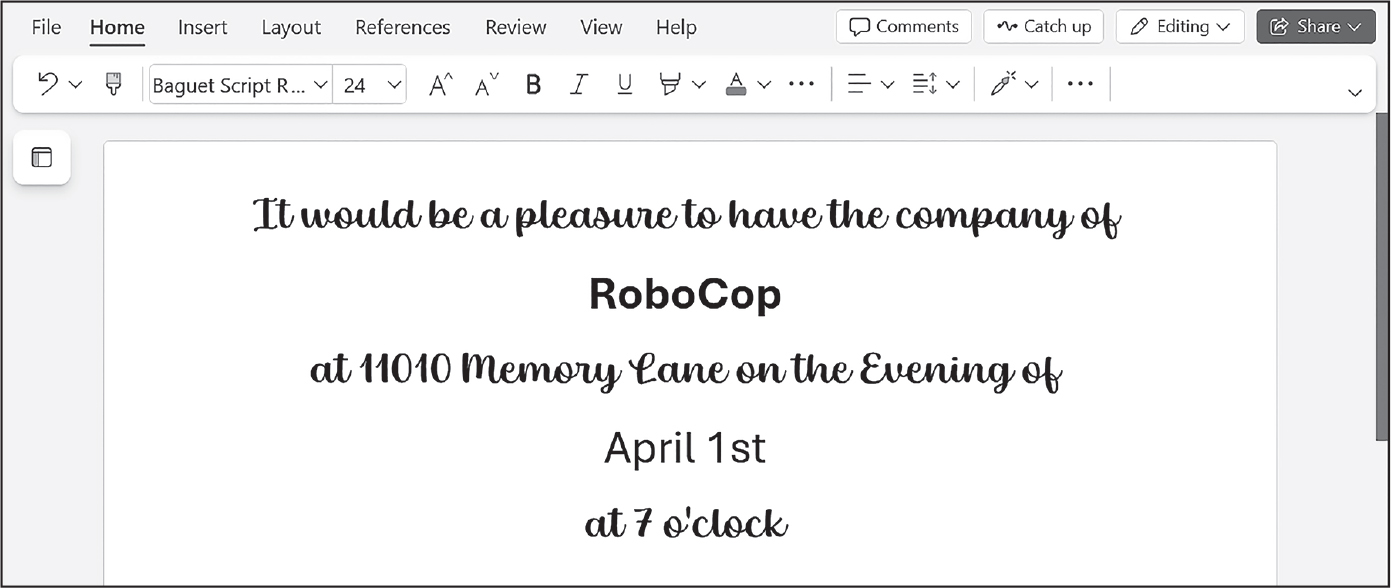 File Home Insert Layout References Review View Help Comments Catch up Editing Share
Baguet Script R... 24 A A B I U A
It would be a pleasure to have the company of
RoboCop
at 11010 Memory Lane on the Evening of
April 1st
at 7 o'clock